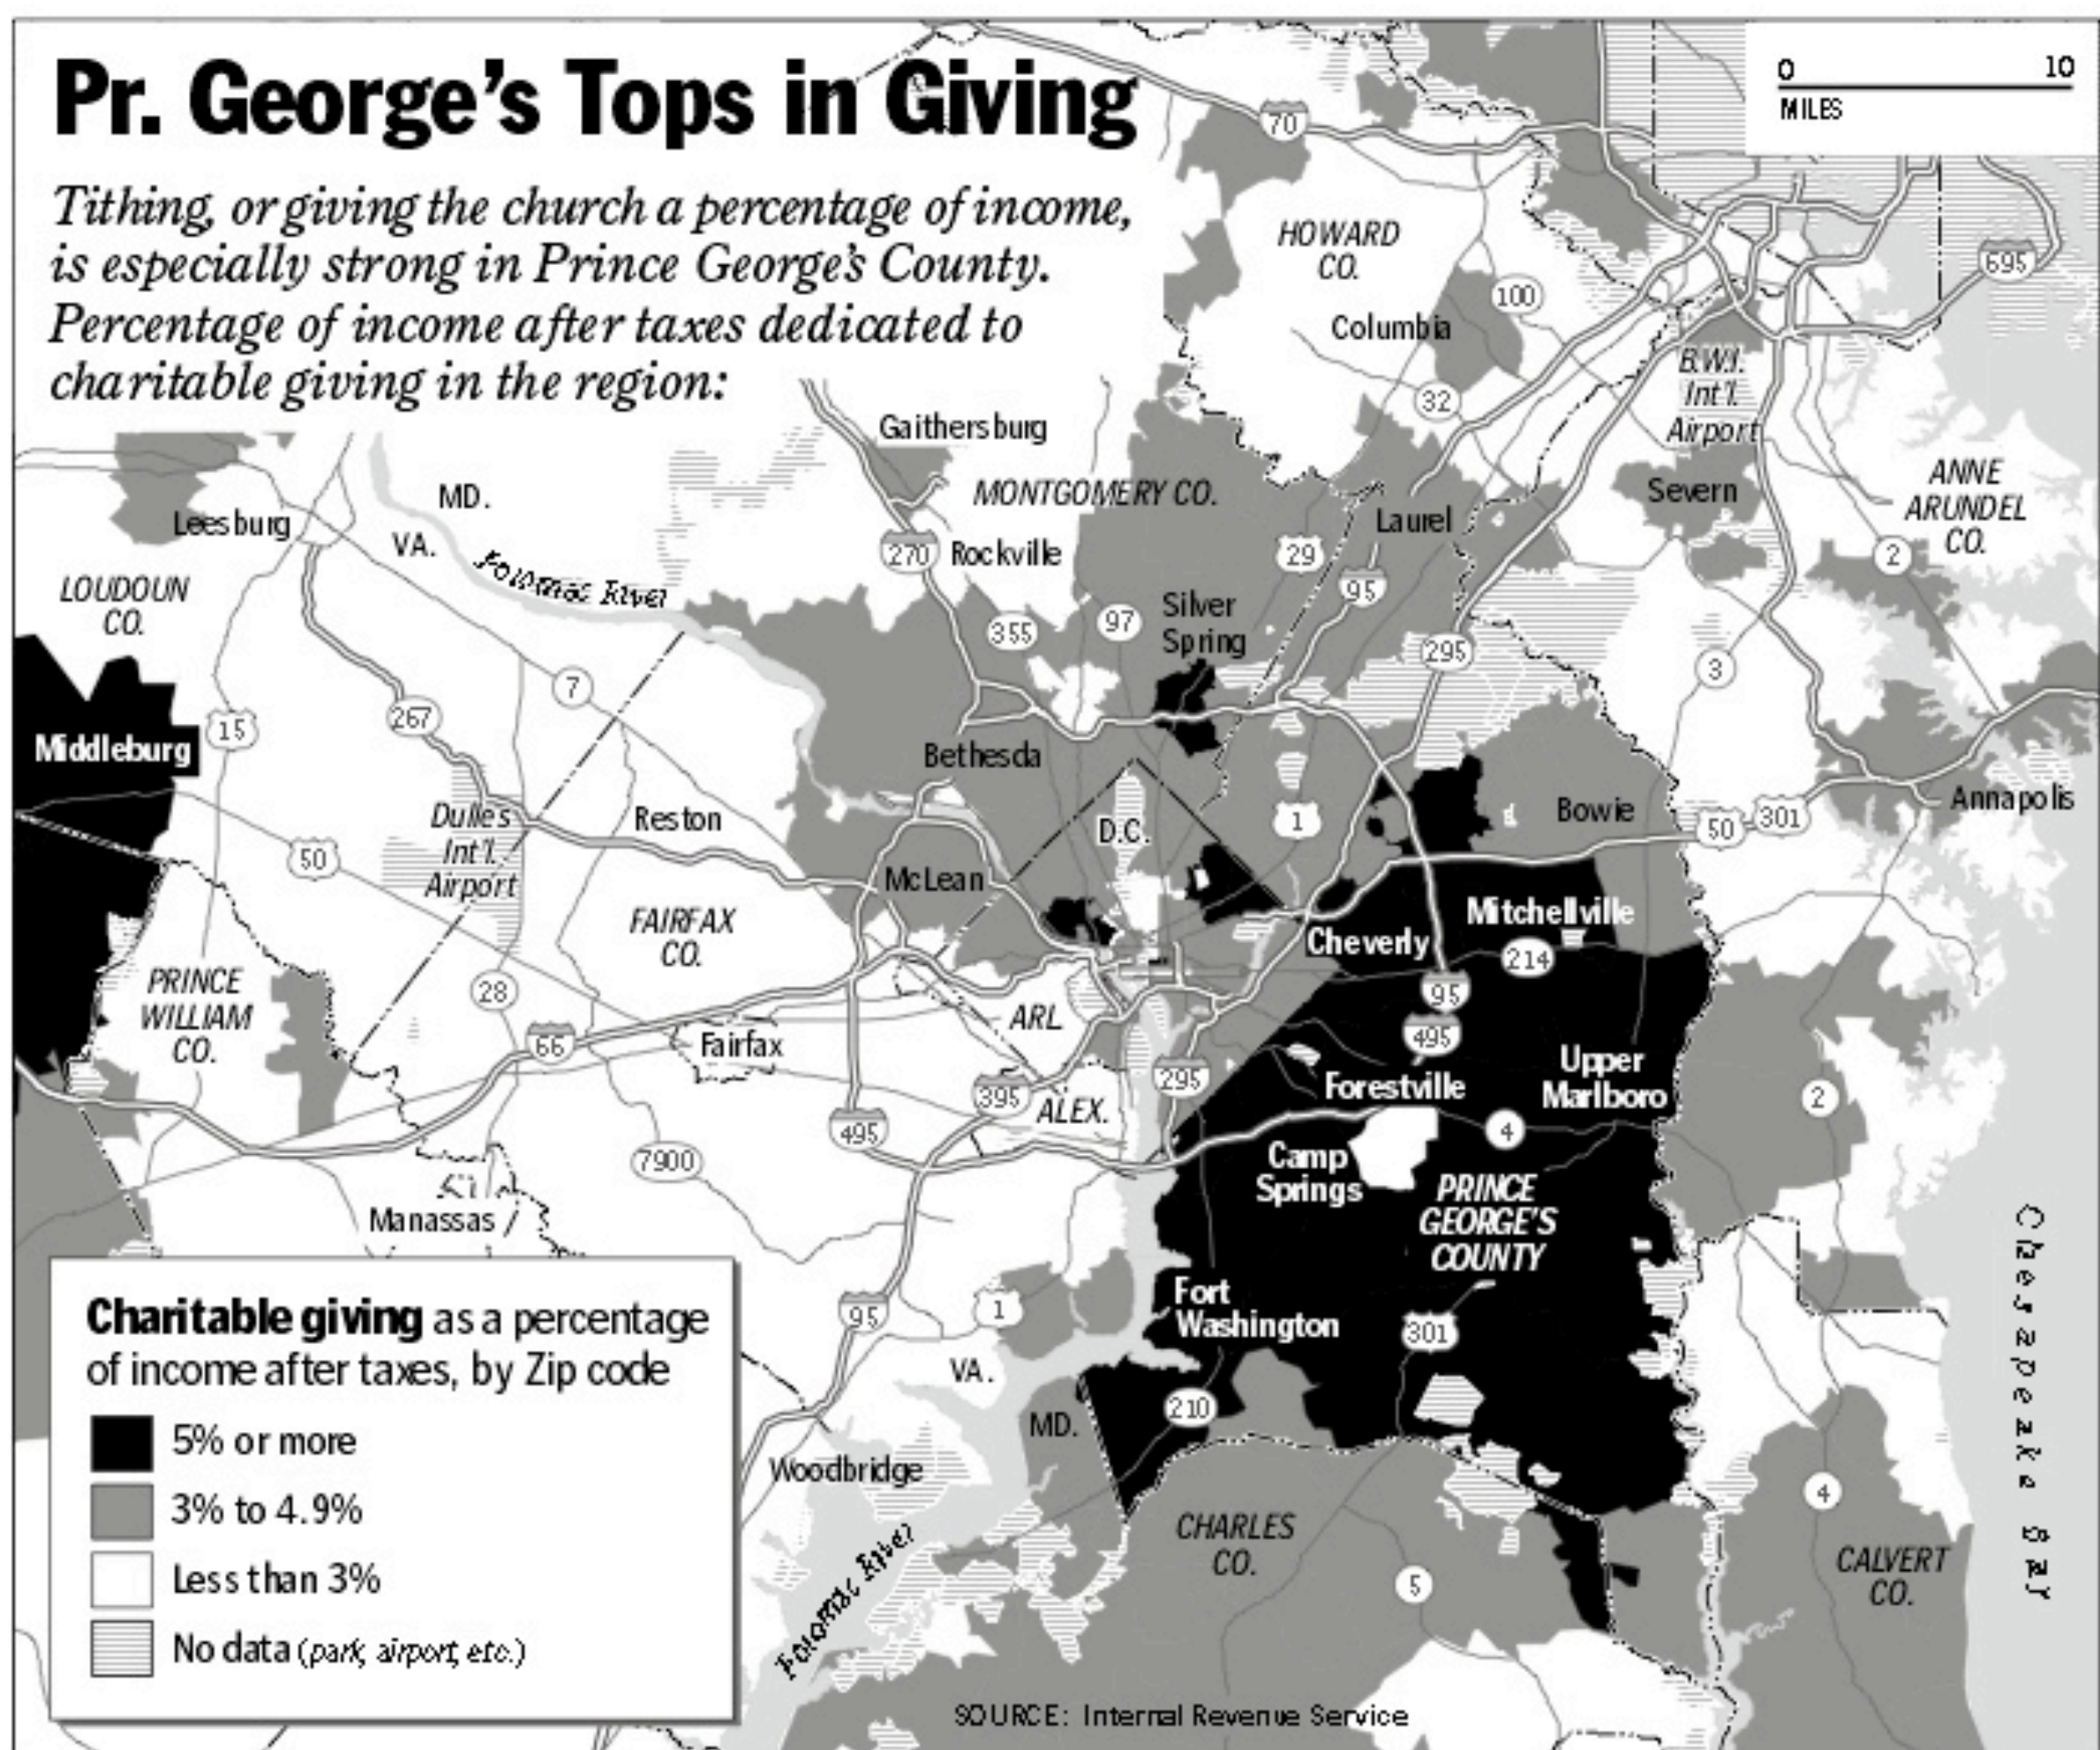 Pr. George's Tops in Giving
Tithing, or giving the church a percentage of income,
is especially strong in Prince George's County.
Percentage of income after taxes dedicated to
charitable giving in the region:
0 10
MILES
70
HOWARD
CO.
695
100
Columbia
32
B.W.I.
Int'l.
Airport
Gaithersburg
MD.
MONTGOMERY CO.
Severn
ANNE
ARUNDEL
CO.
Leesburg
VA.
Laurel
270
Rockville
29
2
LOUDOUN
CO.
Potomac River
95
Silver
Spring
355
97
295
3
7
267
15
Middleburg
Bethesda
Dulles
Int'l.
Airport
Reston
D.C.
1
Bowie
50
301
Annapolis
50
McLean
FAIRFAX
CO.
Mitchellville
Cheverly
214
PRINCE
WILLIAM
CO.
28
95
ARL.
495
66
Fairfax
295
Upper
Marlboro
Forestville
395
ALEX.
2
495
4
7900
Camp
Springs
PRINCE
GEORGE'S
COUNTY
Manassas
Chesapeake Bay
Fort
Washington
95
1
301
VA.
210
MD.
Woodbridge
4
CHARLES
CO.
Potomac River
CALVERT
CO.
5
Charitable giving as a percentage
of income after taxes, by Zip code
5% or more
3% to 4.9%
Less than 3%
No data (park, airport, etc.)
SOURCE: Internal Revenue Service